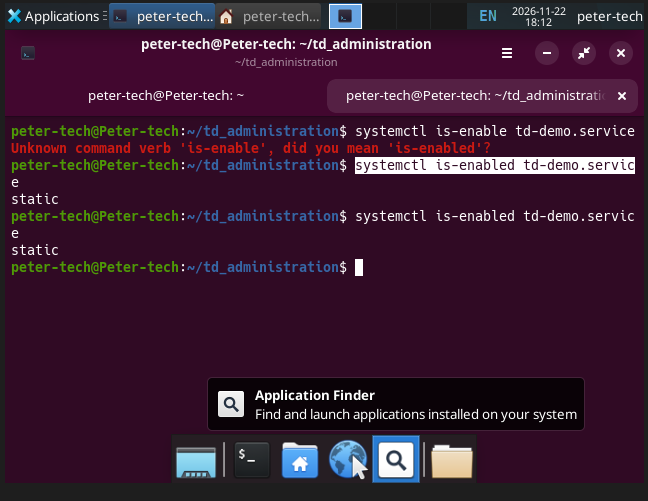 Applications
peter-tech...
peter-tech...
EN
2026-11-22
18:12
peter-tech
peter-tech@Peter-tech: ~/td_administration
~/td_administration
peter-tech@Peter-tech: ~
peter-tech@Peter-tech: ~/td_administratio
peter-tech@Peter-tech:~/td_administration$ systemctl is-enable td-demo.service
Unknown command verb 'is-enable', did you mean 'is-enabled'?
peter-tech@Peter-tech:~/td_administration$ systemctl is-enabled td-demo.servic
e
static
peter-tech@Peter-tech:~/td_administration$ systemctl is-enabled td-demo.servic
e
static
peter-tech@Peter-tech:~/td_administration$
Application Finder
Find and launch applications installed on your system
$_